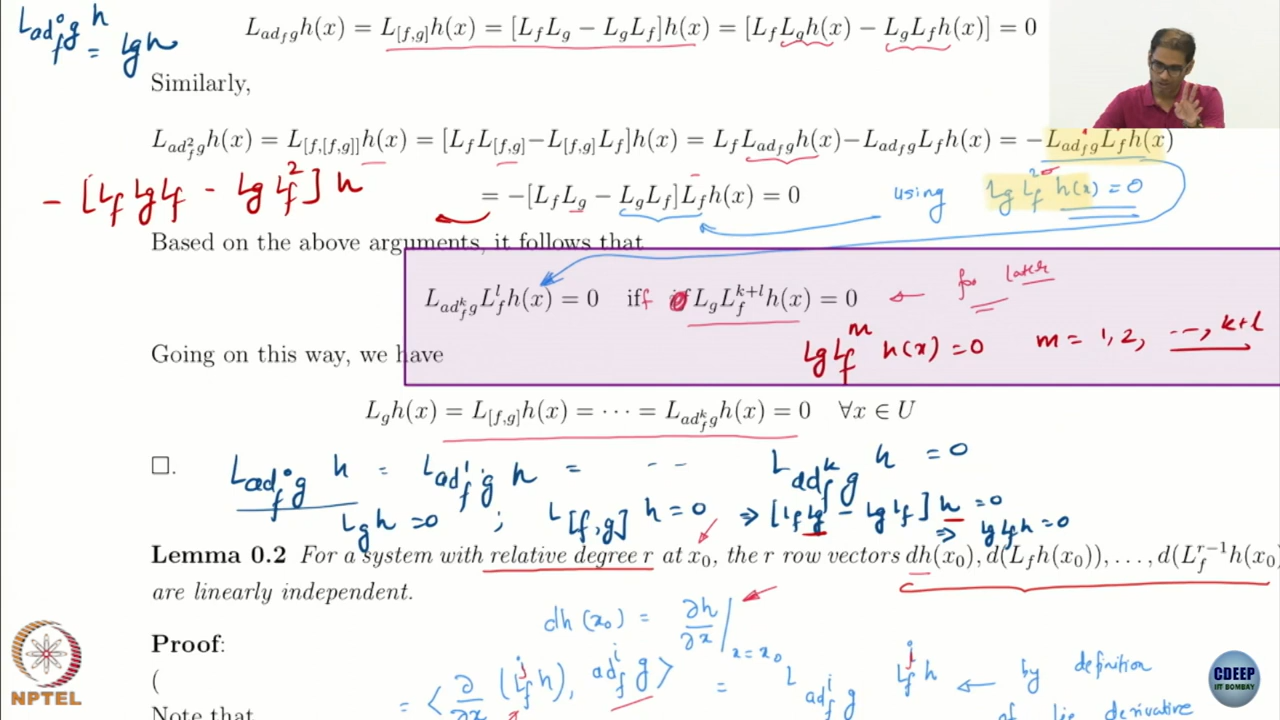 L_{ad_f g}h(x) = L_{[f,g]}h(x) = [L_f L_g − L_g L_f]h(x) = [L_f L_g h(x) − L_g L_f h(x)] = 0
L_{ad_f^0 g} h
= L_g h
Similarly,
L_{ad_f^2 g}h(x) = L_{[f,[f,g]]}h(x) = [L_f L_{[f,g]} − L_{[f,g]} L_f]h(x) = L_f L_{ad_f g}h(x) − L_{ad_f g}L_f h(x) = −L_{ad_f g}L_f h(x)
− [L_f L_g L_f − L_g L_f^2] h
= −[L_f L_g − L_g L_f]L_f h(x) = 0
using L_g L_f^2 h(x) = 0
Based on the above arguments, it follows that
L_{ad_f^k g}L_f^l h(x) = 0 iff L_g L_f^{k+l} h(x) = 0
for later
L_g L_f^m h(x) = 0 m = 1, 2, ..., k+l
Going on this way, we have
L_g h(x) = L_{[f,g]}h(x) = · · · = L_{ad_f^k g}h(x) = 0 ∀x ∈ U
□.
L_{ad_f^0 g} h = L_{ad_f^1 g} h = -- L_{ad_f^k g} h = 0
L_g h = 0 ; L_{[f,g]} h = 0 ⇒ [L_f L_g − L_g L_f] h = 0
⇒ L_g L_f h = 0
Lemma 0.2 For a system with relative degree r at x_0, the r row vectors dh(x_0), d(L_f h(x_0)), . . . , d(L_f^{r−1}h(x_0)
are linearly independent.
dh(x_0) = ∂h/∂x |_{x = x_0}
Proof:
(
= ⟨ ∂/∂x (L_f^j h), ad_f^i g ⟩ = L_{ad_f^i g} L_f^j h ← by definition
of lie derivative
Note that
NPTEL
CDEEP
IIT BOMBAY